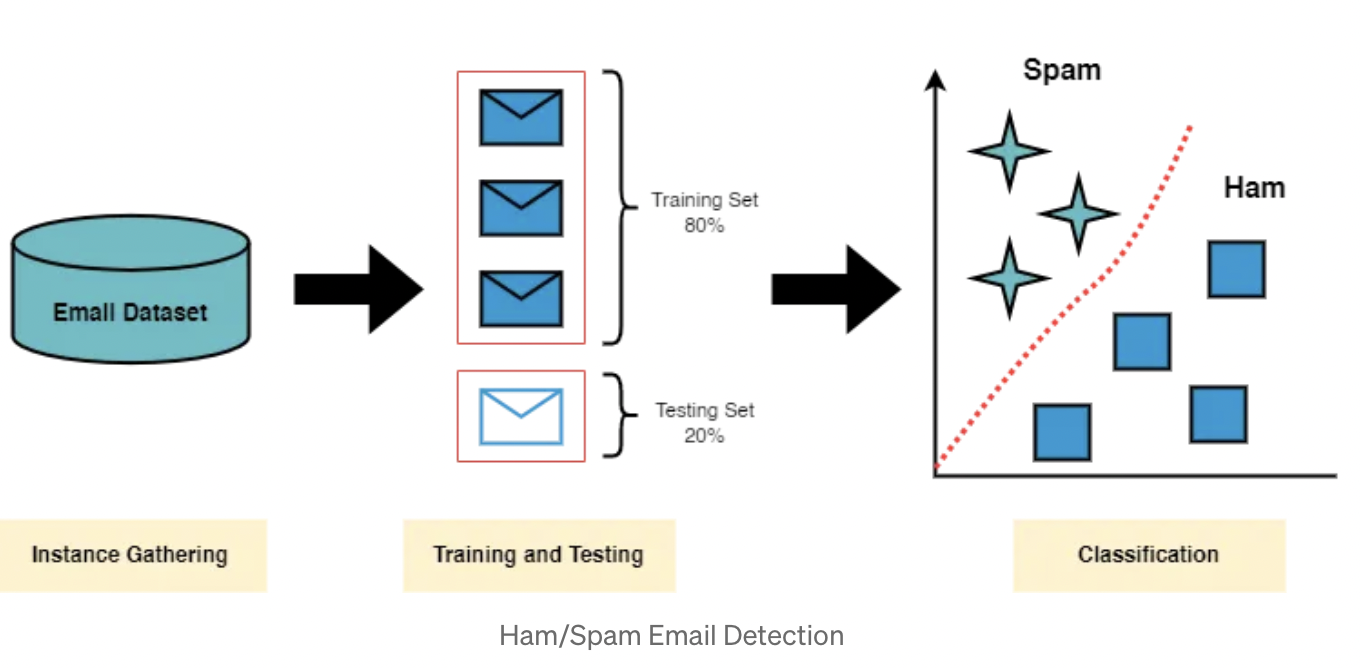 Emall Dataset
Training Set
80%
Testing Set
20%
Spam
Ham
Instance Gathering
Training and Testing
Classification
Ham/Spam Email Detection